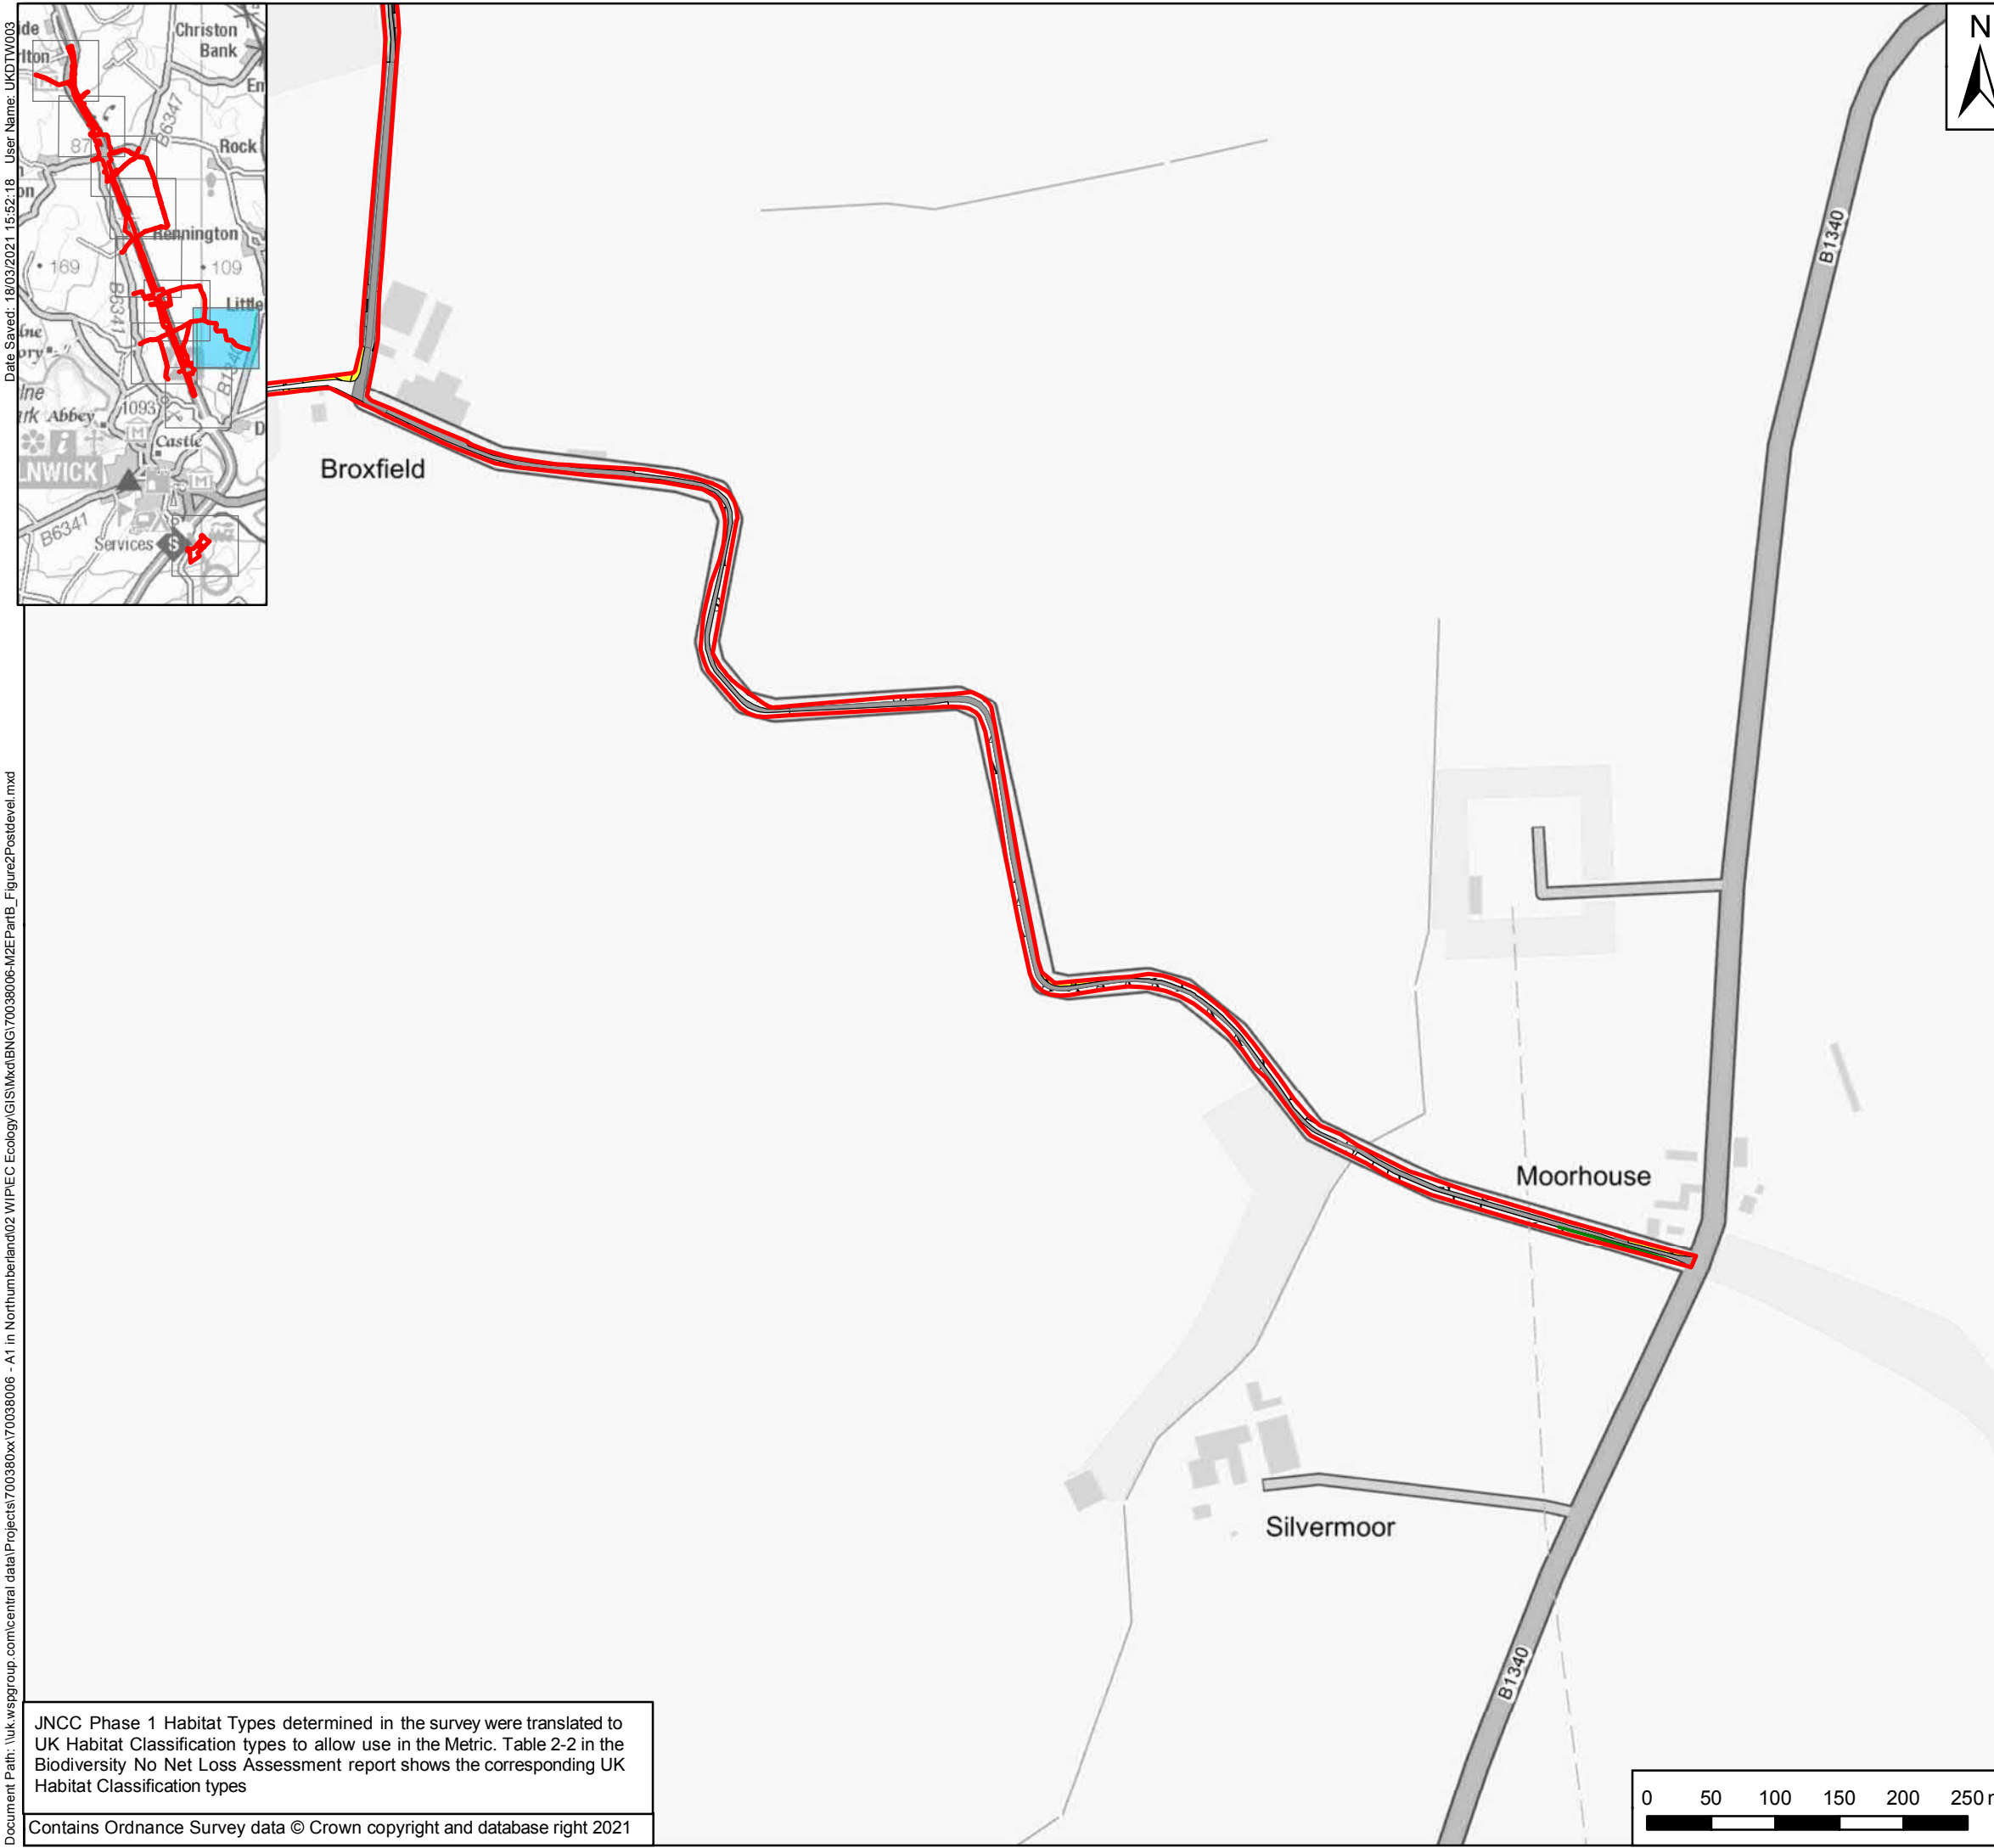 Date Saved: 18/03/2021 15:52:18 User Name: UKDTW003
Document Path: \\uk.wspgroup.com\central data\Projects\700380xx\70038006 - A1 in Northumberland\02 WIP\EC Ecology\GIS\Mxd\BNG\70038006-M2EPartB_Figure2Postdevel.mxd
Christon
Bank
B6347
87
Rock
Rennington
169
109
B6341
Little
Abbey
1093
Castle
M
M
LNWICK
B6341
Services
S
N
B1340
Broxfield
Moorhouse
Silvermoor
B1340
JNCC Phase 1 Habitat Types determined in the survey were translated to
UK Habitat Classification types to allow use in the Metric. Table 2-2 in the
Biodiversity No Net Loss Assessment report shows the corresponding UK
Habitat Classification types
Contains Ordnance Survey data © Crown copyright and database right 2021
0 50 100 150 200 250